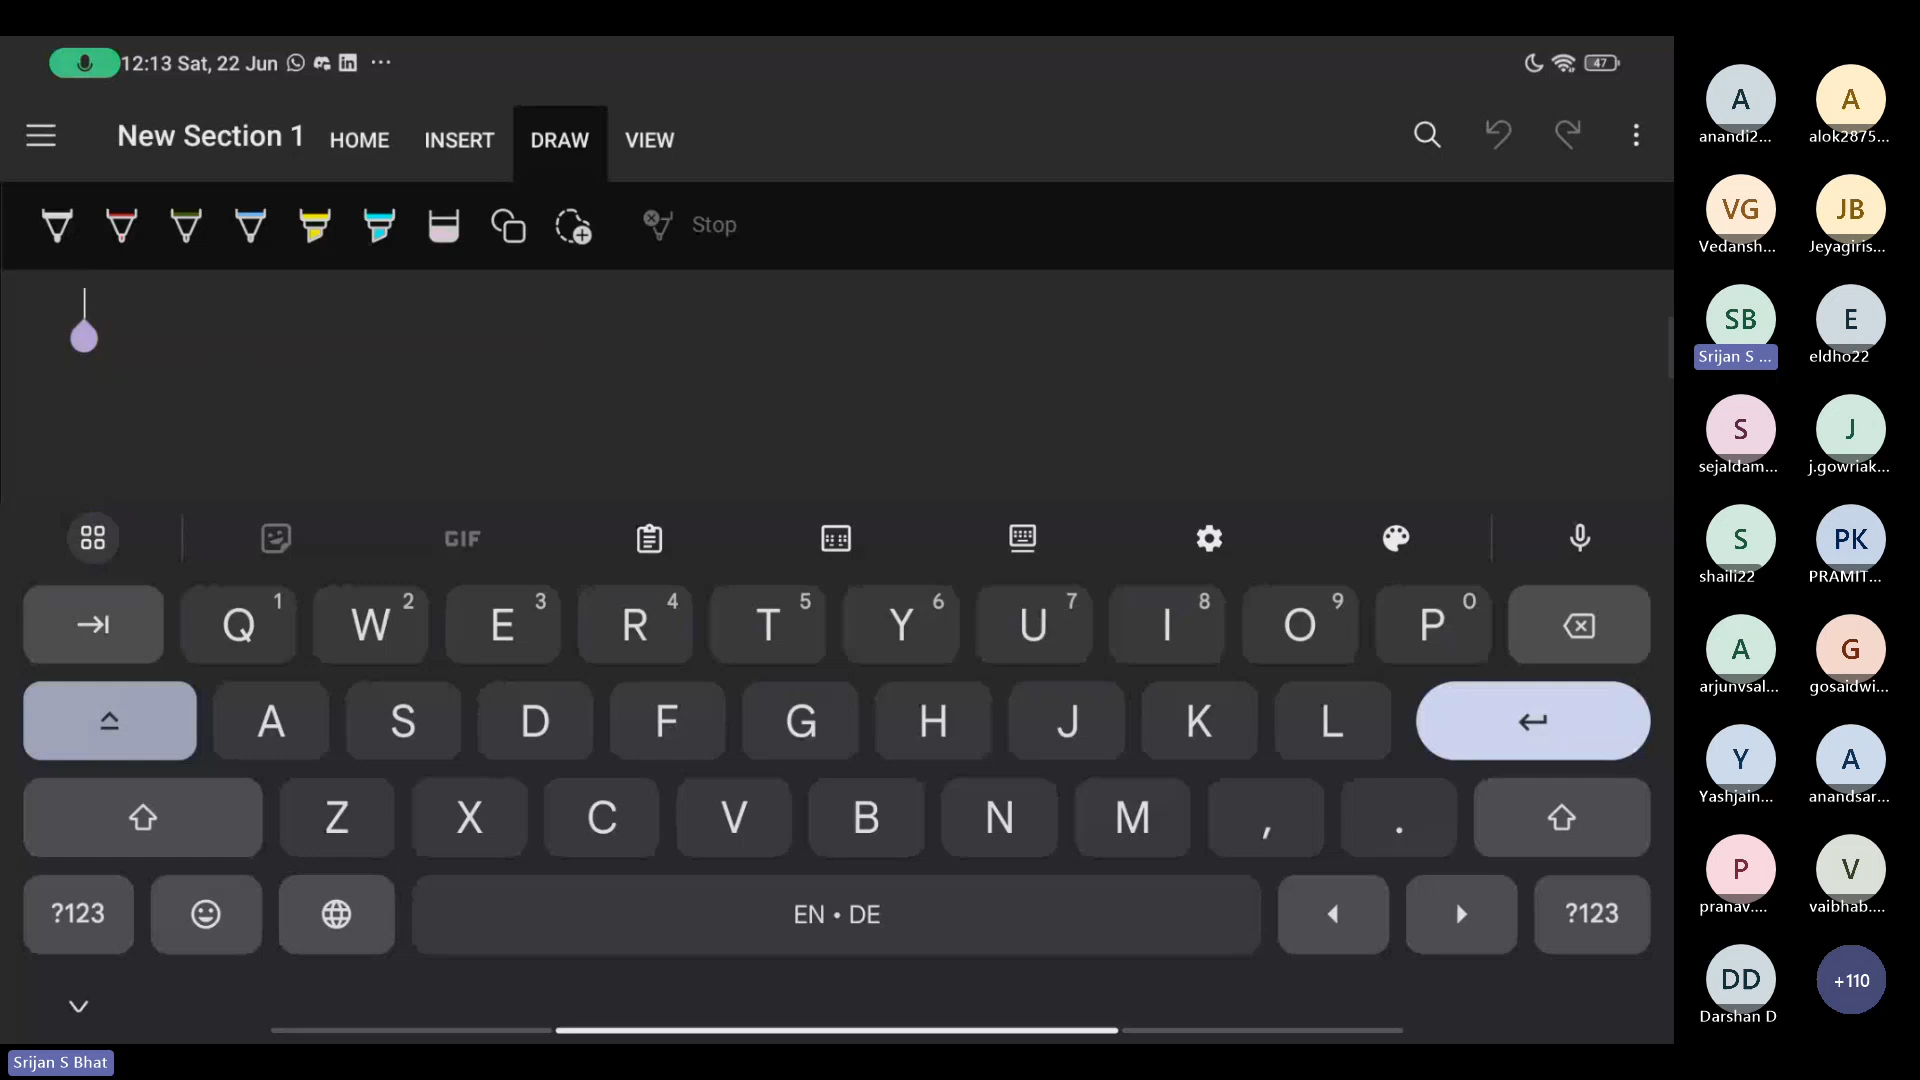 12:13 Sat, 22 Jun ...
47
New Section 1 HOME INSERT DRAW VIEW
Stop
GIF
Q 1 W 2 E 3 R 4 T 5 Y 6 U 7 I 8 O 9 P 0
A S D F G H J K L
Z X C V B N M , .
?123 EN • DE ?123
A A
anandi2... alok2875...
VG JB
Vedansh... Jeyagiris...
SB E
Srijan S ... eldho22
S J
sejaldam... j.gowriak...
S PK
shaili22 PRAMIT...
A G
arjunvsal... gosaidwi...
Y A
Yashjain... anandsar...
P V
pranav.... vaibhab....
DD +110
Darshan D
Srijan S Bhat